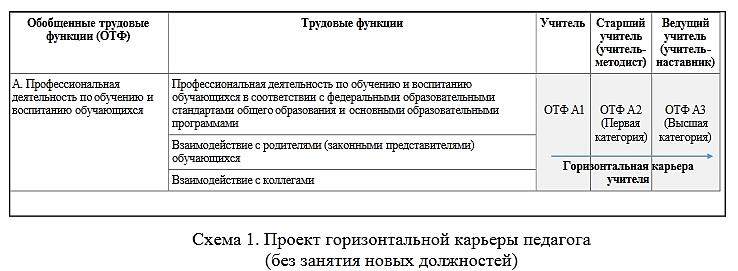 Обобщенные трудовые
функции (ОТФ)
Трудовые функции
Учитель
Старший
учитель
(учитель-
методист)
Ведущий
учитель
(учитель-
наставник)
А. Профессиональная
деятельность по обучению и
воспитанию обучающихся
Профессиональная деятельность по обучению и воспитанию
обучающихся в соответствии с федеральными образовательными
стандартами общего образования и основными образовательными
программами
ОТФ А1
ОТФ А2
(Первая
категория)
ОТФ А3
(Высшая
категория)
Взаимодействие с родителями (законными представителями)
обучающихся
Взаимодействие с коллегами
Горизонтальная карьера
учителя
Схема 1. Проект горизонтальной карьеры педагога
(без занятия новых должностей)